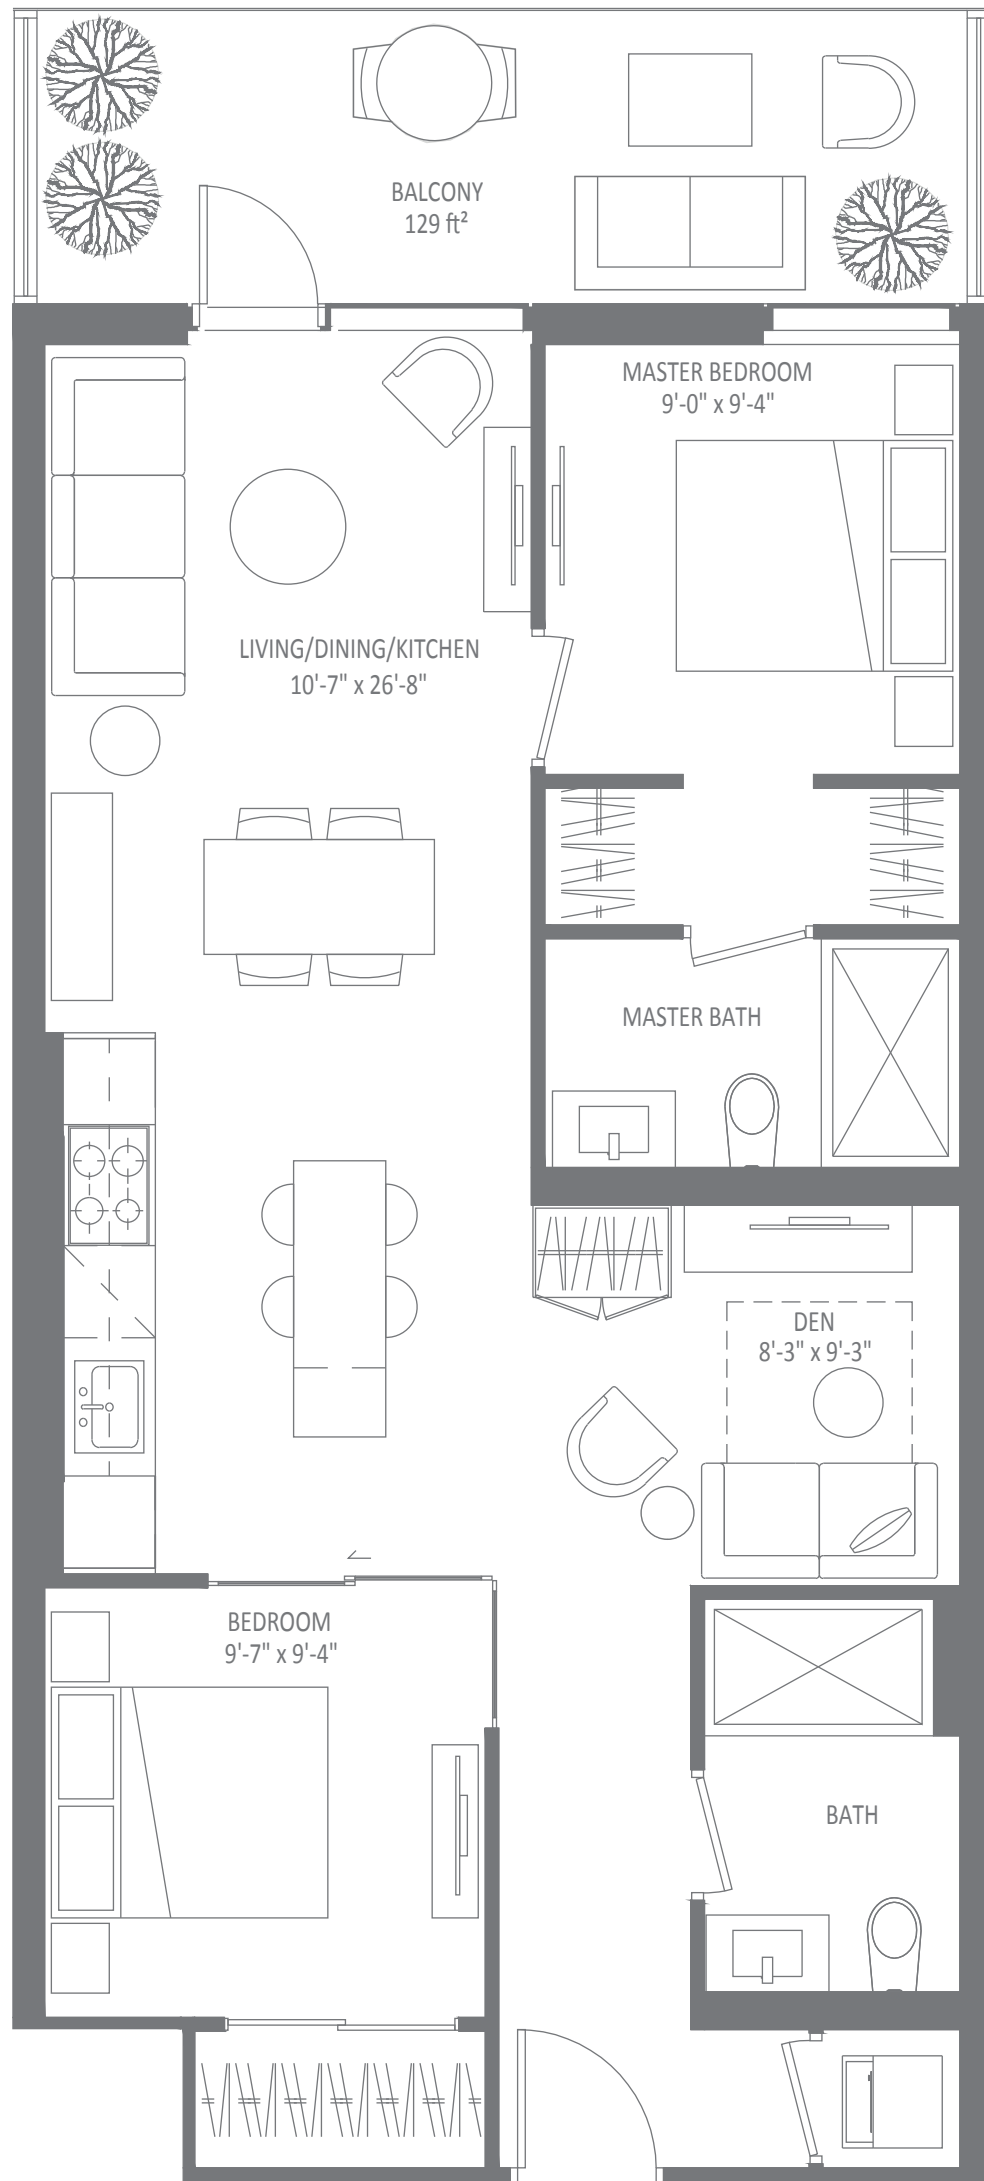 BALCONY
129 ft²
MASTER BEDROOM
9'-0" x 9'-4"
LIVING/DINING/KITCHEN
10'-7" x 26'-8"
MASTER BATH
DEN
8'-3" x 9'-3"
BEDROOM
9'-7" x 9'-4"
BATH